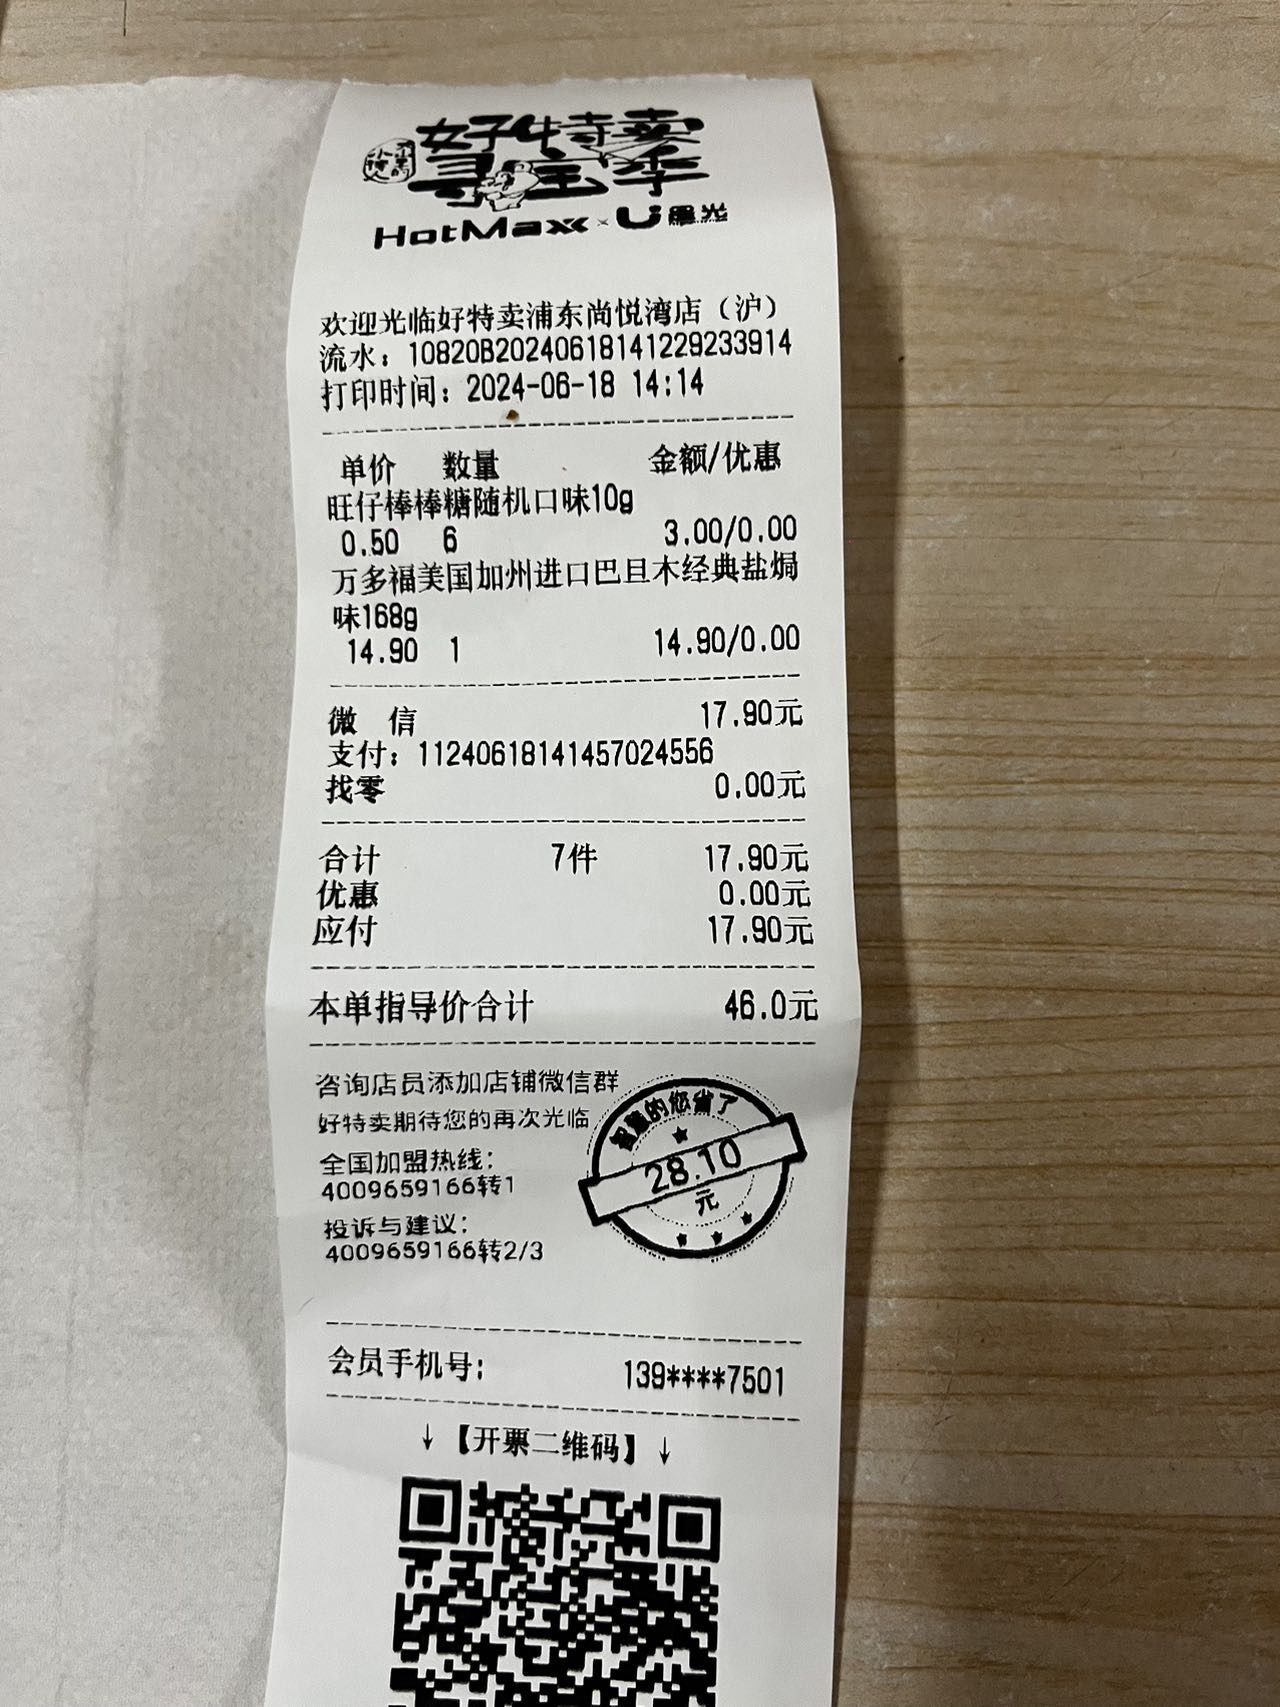 好特卖
寻宝季
HotMaxx × U星光
欢迎光临好特卖浦东尚悦湾店（沪）
流水：10820B20240618141229233914
打印时间：2024-06-18 14:14
单价 数量 金额/优惠
旺仔棒棒糖随机口味10g
0.50 6 3.00/0.00
万多福美国加州进口巴旦木经典盐焗
味168g
14.90 1 14.90/0.00
微 信 17.90元
支付：11240618141457024556
找零 0.00元
合计 7件 17.90元
优惠 0.00元
应付 17.90元
本单指导价合计 46.0元
咨询店员添加店铺微信群
好特卖期待您的再次光临
全国加盟热线：
4009659166转1
投诉与建议：
4009659166转2/3
智慧的您省了
28.10
元
会员手机号： 139****7501
↓【开票二维码】↓